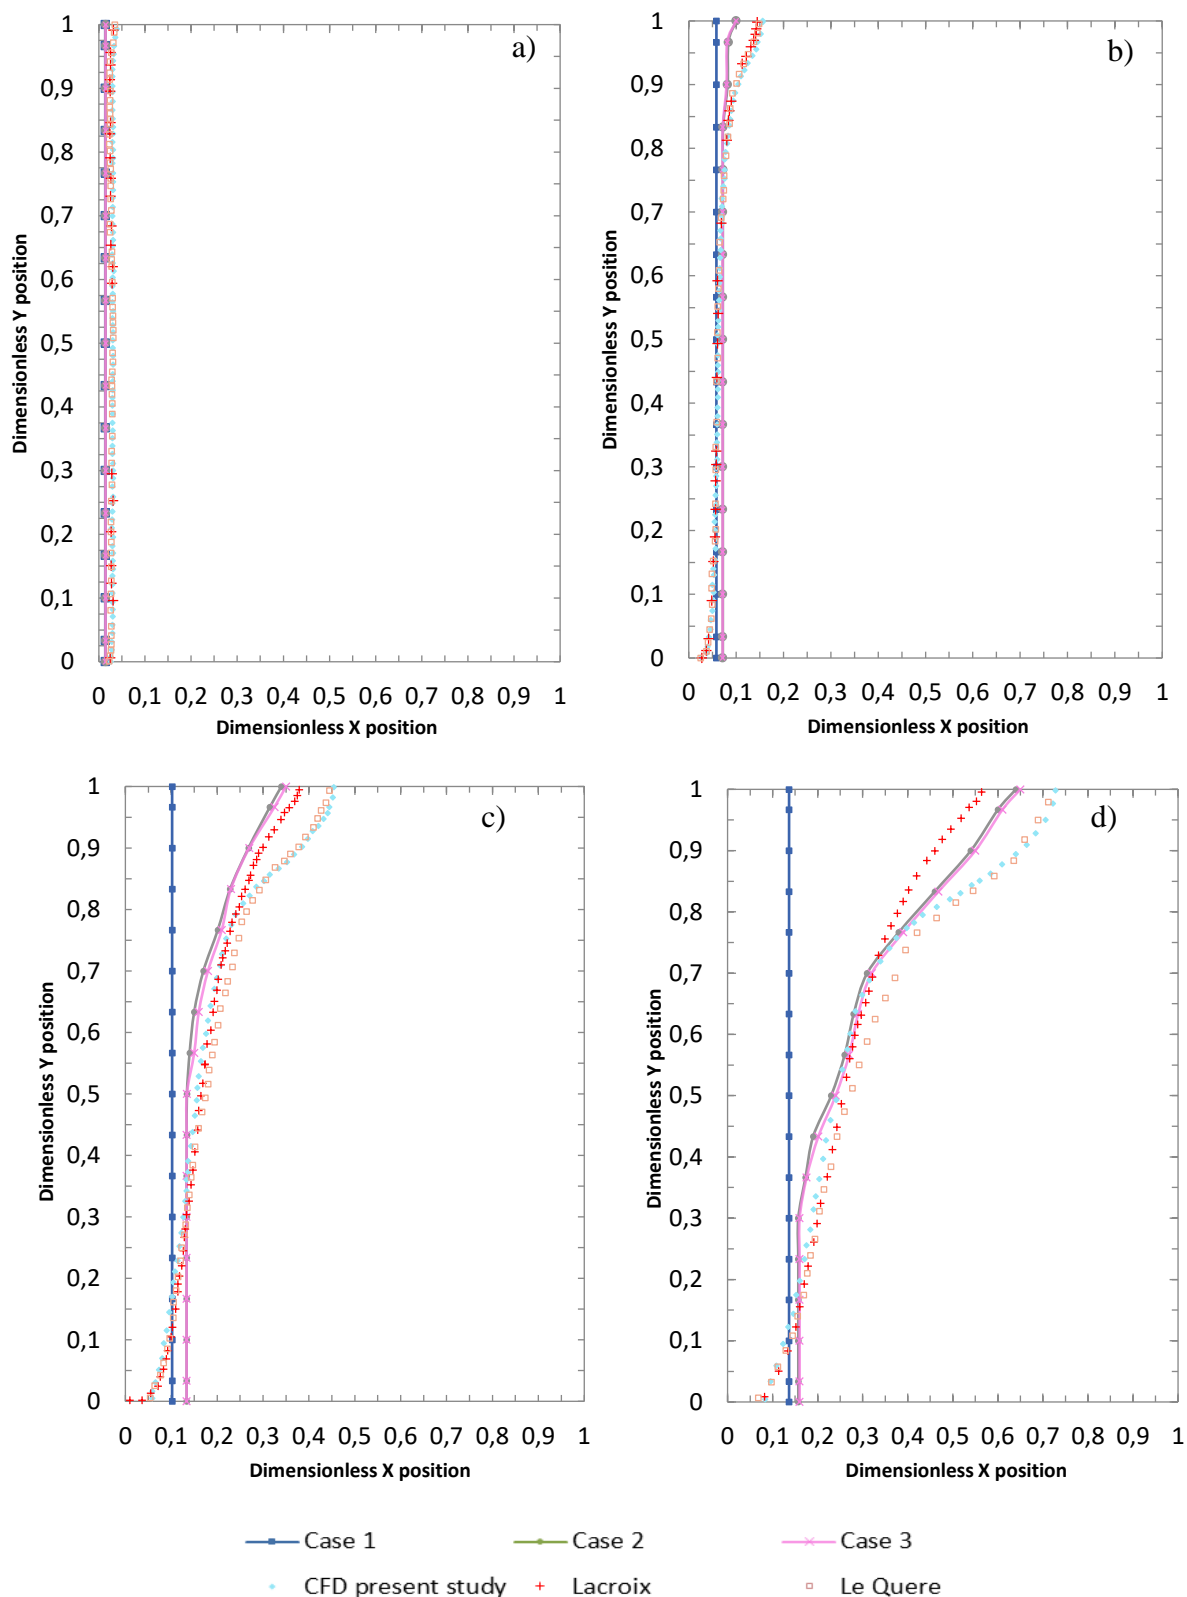 a)
1
0,9
0,8
0,7
0,6
0,5
0,4
0,3
0,2
0,1
0
Dimensionless Y position
0 0,1 0,2 0,3 0,4 0,5 0,6 0,7 0,8 0,9 1
Dimensionless X position
b)
1
0,9
0,8
0,7
0,6
0,5
0,4
0,3
0,2
0,1
0
Dimensionless Y position
0 0,1 0,2 0,3 0,4 0,5 0,6 0,7 0,8 0,9 1
Dimensionless X position
c)
1
0,9
0,8
0,7
0,6
0,5
0,4
0,3
0,2
0,1
0
Dimensionless Y position
0 0,1 0,2 0,3 0,4 0,5 0,6 0,7 0,8 0,9 1
Dimensionless X position
d)
1
0,9
0,8
0,7
0,6
0,5
0,4
0,3
0,2
0,1
0
Dimensionless Y position
0 0,1 0,2 0,3 0,4 0,5 0,6 0,7 0,8 0,9 1
Dimensionless X position
Case 1 Case 2 Case 3
CFD present study Lacroix Le Quere